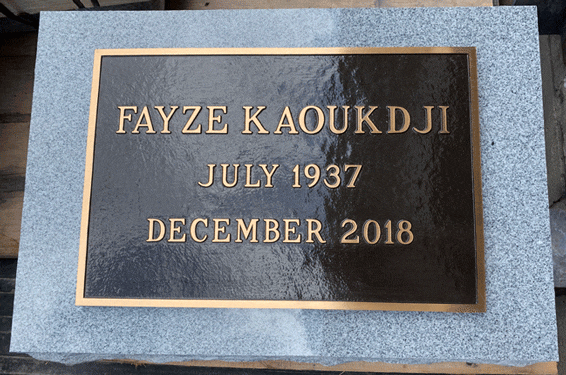 FAYZE KAOUKDJI
JULY 1937
DECEMBER 2018